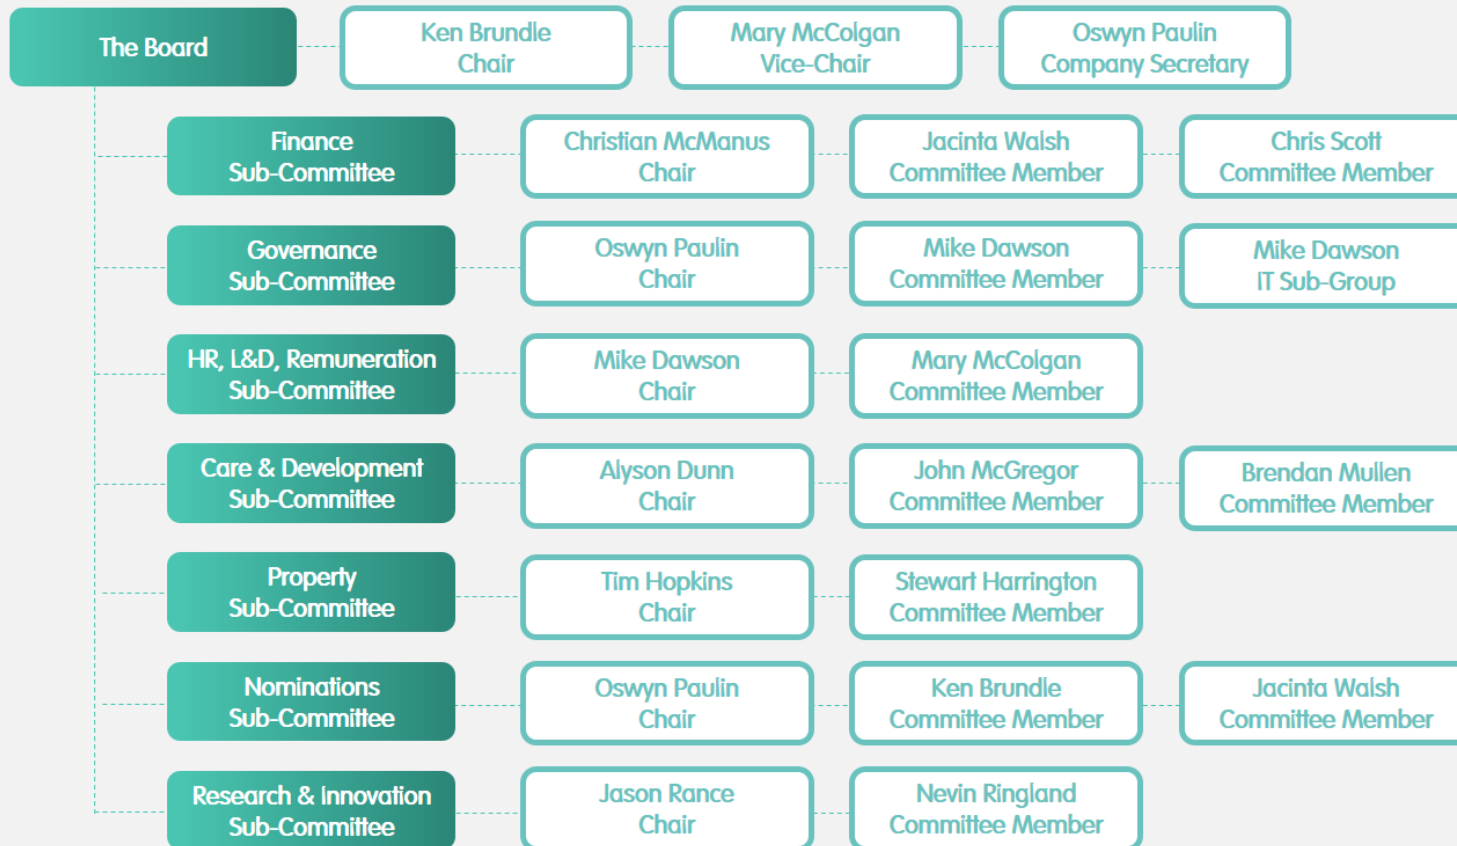 The Board
Ken Brundle
Chair
Mary McColgan
Vice-Chair
Oswyn Paulin
Company Secretary
Finance
Sub-Committee
Christian McManus
Chair
Jacinta Walsh
Committee Member
Chris Scott
Committee Member
Governance
Sub-Committee
Oswyn Paulin
Chair
Mike Dawson
Committee Member
Mike Dawson
IT Sub-Group
HR, L&D, Remuneration
Sub-Committee
Mike Dawson
Chair
Mary McColgan
Committee Member
Care & Development
Sub-Committee
Alyson Dunn
Chair
John McGregor
Committee Member
Brendan Mullen
Committee Member
Property
Sub-Committee
Tim Hopkins
Chair
Stewart Harrington
Committee Member
Nominations
Sub-Committee
Oswyn Paulin
Chair
Ken Brundle
Committee Member
Jacinta Walsh
Committee Member
Research & Innovation
Sub-Committee
Jason Rance
Chair
Nevin Ringland
Committee Member